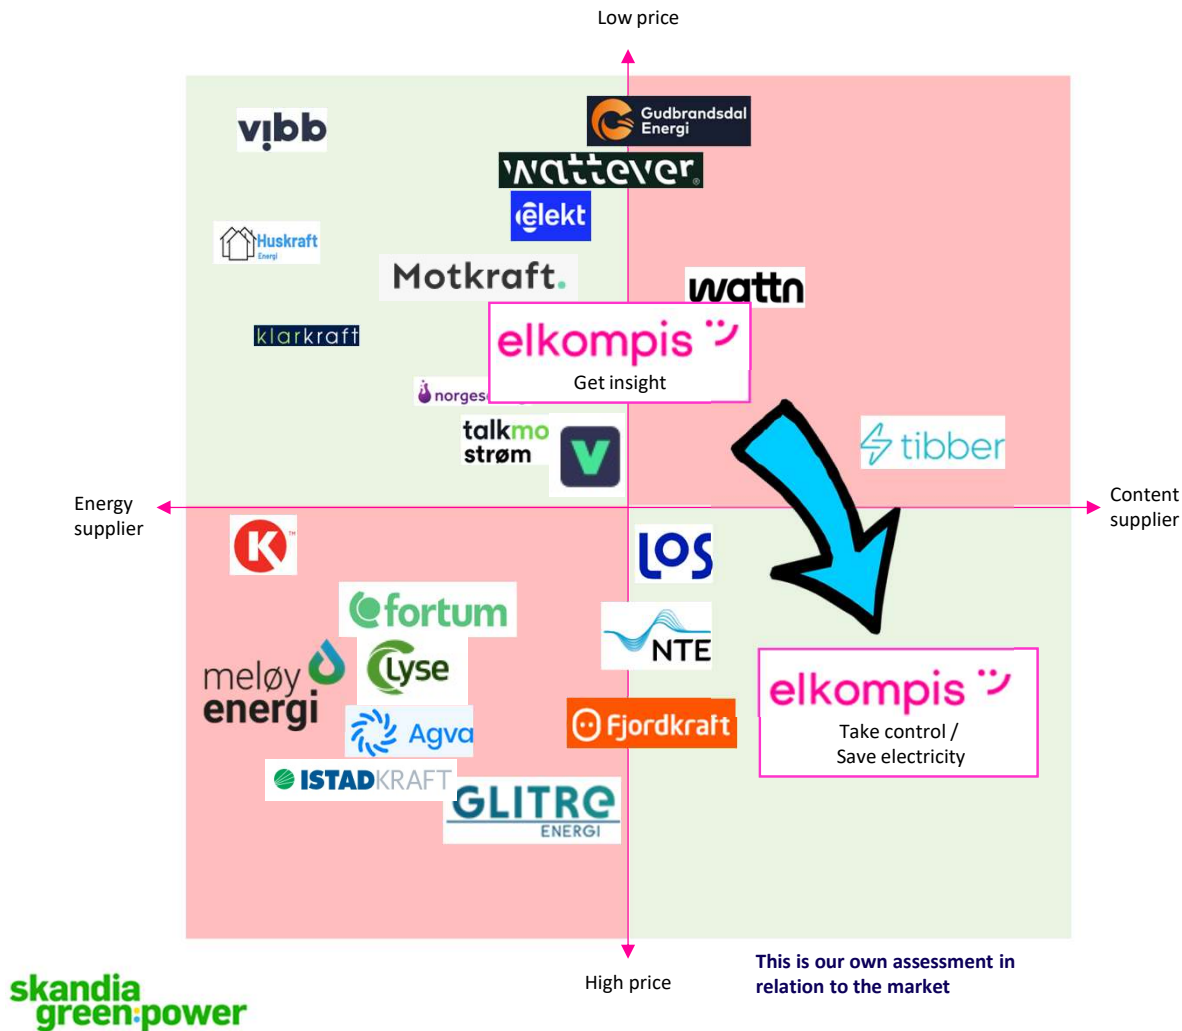 Low price
vibb
Gudbrandsdal
Energi
wattever®
elekt
Huskraft
Energi
Motkraft.
wattn
klarkraft
elkompis
Get insight
talkmo
strøm
V
tibber
Energy
supplier
Content
supplier
K™
LOS
fortum
NTE
meløy
energi
Lyse
elkompis
Take control /
Save electricity
Agva
Fjordkraft
ISTADKRAFT
GLITRE
ENERGI
High price
This is our own assessment in
relation to the market
skandia
green:power